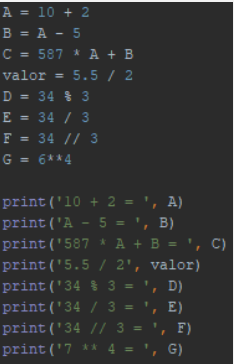 A = 10 + 2
B = A - 5
C = 587 * A + B
valor = 5.5 / 2
D = 34 % 3
E = 34 / 3
F = 34 // 3
G = 6**4
print('10 + 2 = ', A)
print('A - 5 = ', B)
print('587 * A + B = ', C)
print('5.5 / 2', valor)
print('34 % 3 = ', D)
print('34 / 3 = ', E)
print('34 // 3 = ', F)
print('7 ** 4 = ', G)